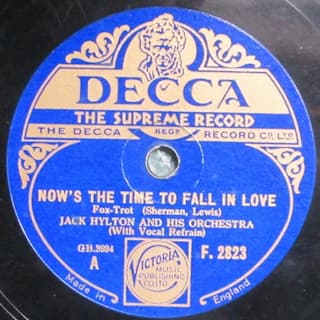 DECCA
THE SUPREME RECORD
THE DECCA REGD RECORD CO. LTD.
NOW'S THE TIME TO FALL IN LOVE
Fox-Trot (Sherman, Lewis)
JACK HYLTON AND HIS ORCHESTRA
(With Vocal Refrain)
GB.3934
A
F. 2823
VICTORIA
MUSIC
PUBLISHING
CO LTD
Made in England